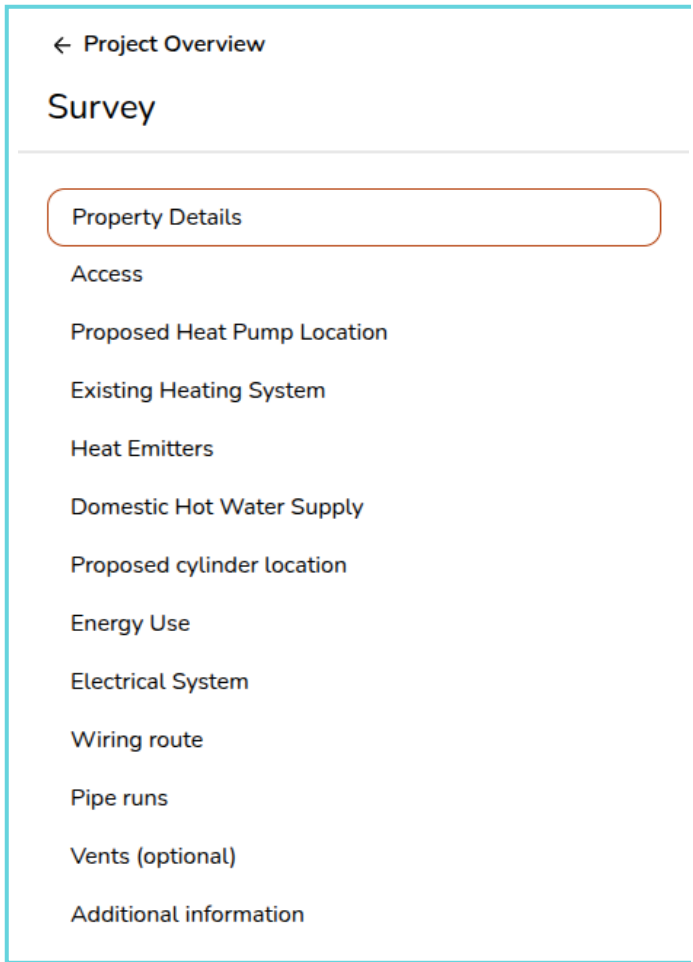 ← Project Overview
Survey
Property Details
Access
Proposed Heat Pump Location
Existing Heating System
Heat Emitters
Domestic Hot Water Supply
Proposed cylinder location
Energy Use
Electrical System
Wiring route
Pipe runs
Vents (optional)
Additional information